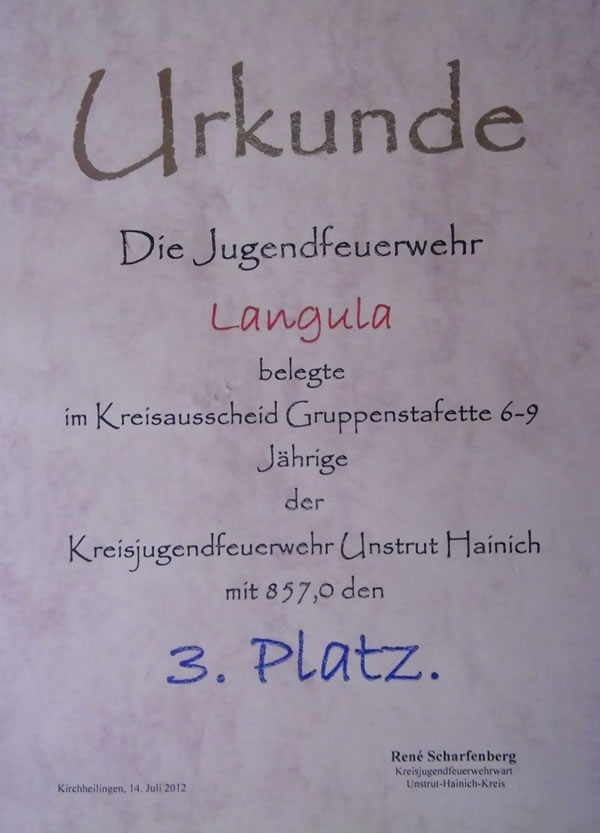 Urkunde
Die Jugendfeuerwehr
Langula
belegte
im Kreisausscheid Gruppenstafette 6-9
Jährige
der
Kreisjugendfeuerwehr Unstrut Hainich
mit 857,0 den
3. Platz.
René Scharfenberg
Kreisjugendfeuerwehrwart
Unstrut-Hainich-Kreis
Kirchheilingen, 14. Juli 2012